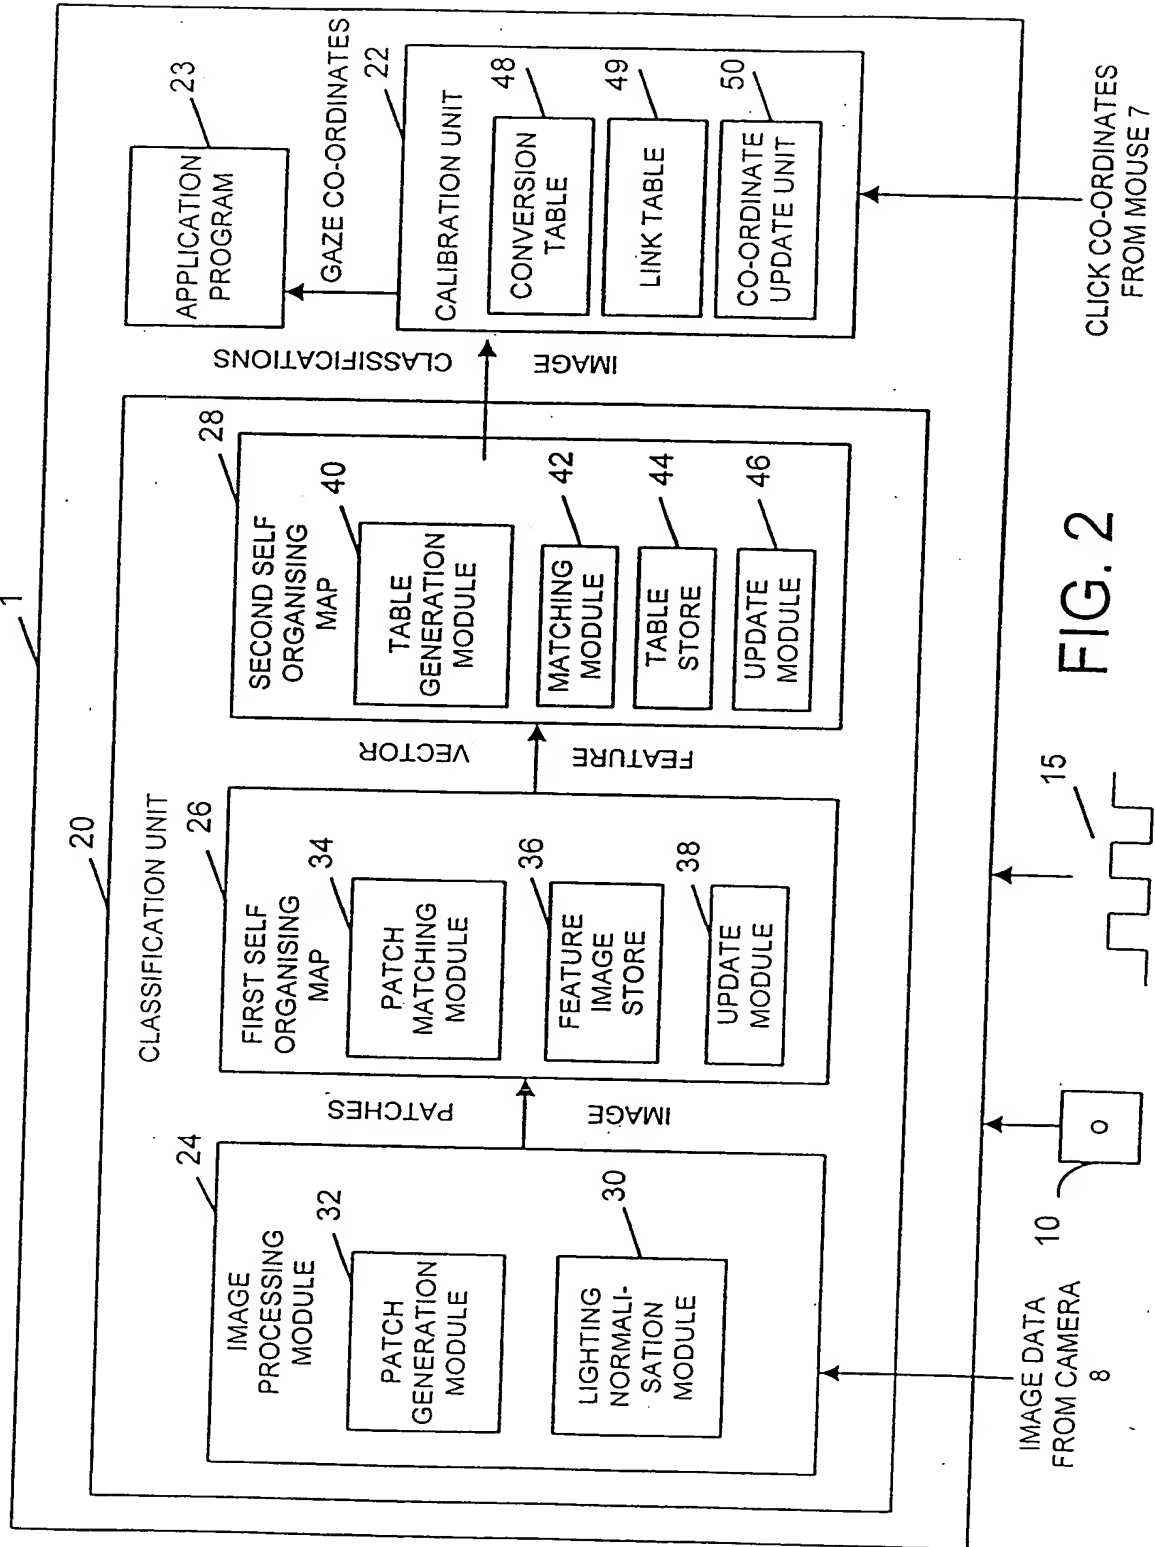 1
20
CLASSIFICATION UNIT
24
IMAGE
PROCESSING
MODULE
32
PATCH
GENERATION
MODULE
30
LIGHTING
NORMALI-
SATION
MODULE
IMAGE
PATCHES
26
FIRST SELF
ORGANISING
MAP
34
PATCH
MATCHING
MODULE
36
FEATURE
IMAGE
STORE
38
UPDATE
MODULE
FEATURE
VECTOR
28
SECOND SELF
ORGANISING
MAP
40
TABLE
GENERATION
MODULE
42
MATCHING
MODULE
44
TABLE
STORE
46
UPDATE
MODULE
IMAGE
CLASSIFICATIONS
23
APPLICATION
PROGRAM
GAZE CO-ORDINATES
22
CALIBRATION UNIT
48
CONVERSION
TABLE
49
LINK TABLE
50
CO-ORDINATE
UPDATE UNIT
IMAGE DATA
FROM CAMERA
8
10
15
CLICK CO-ORDINATES
FROM MOUSE 7
FIG. 2